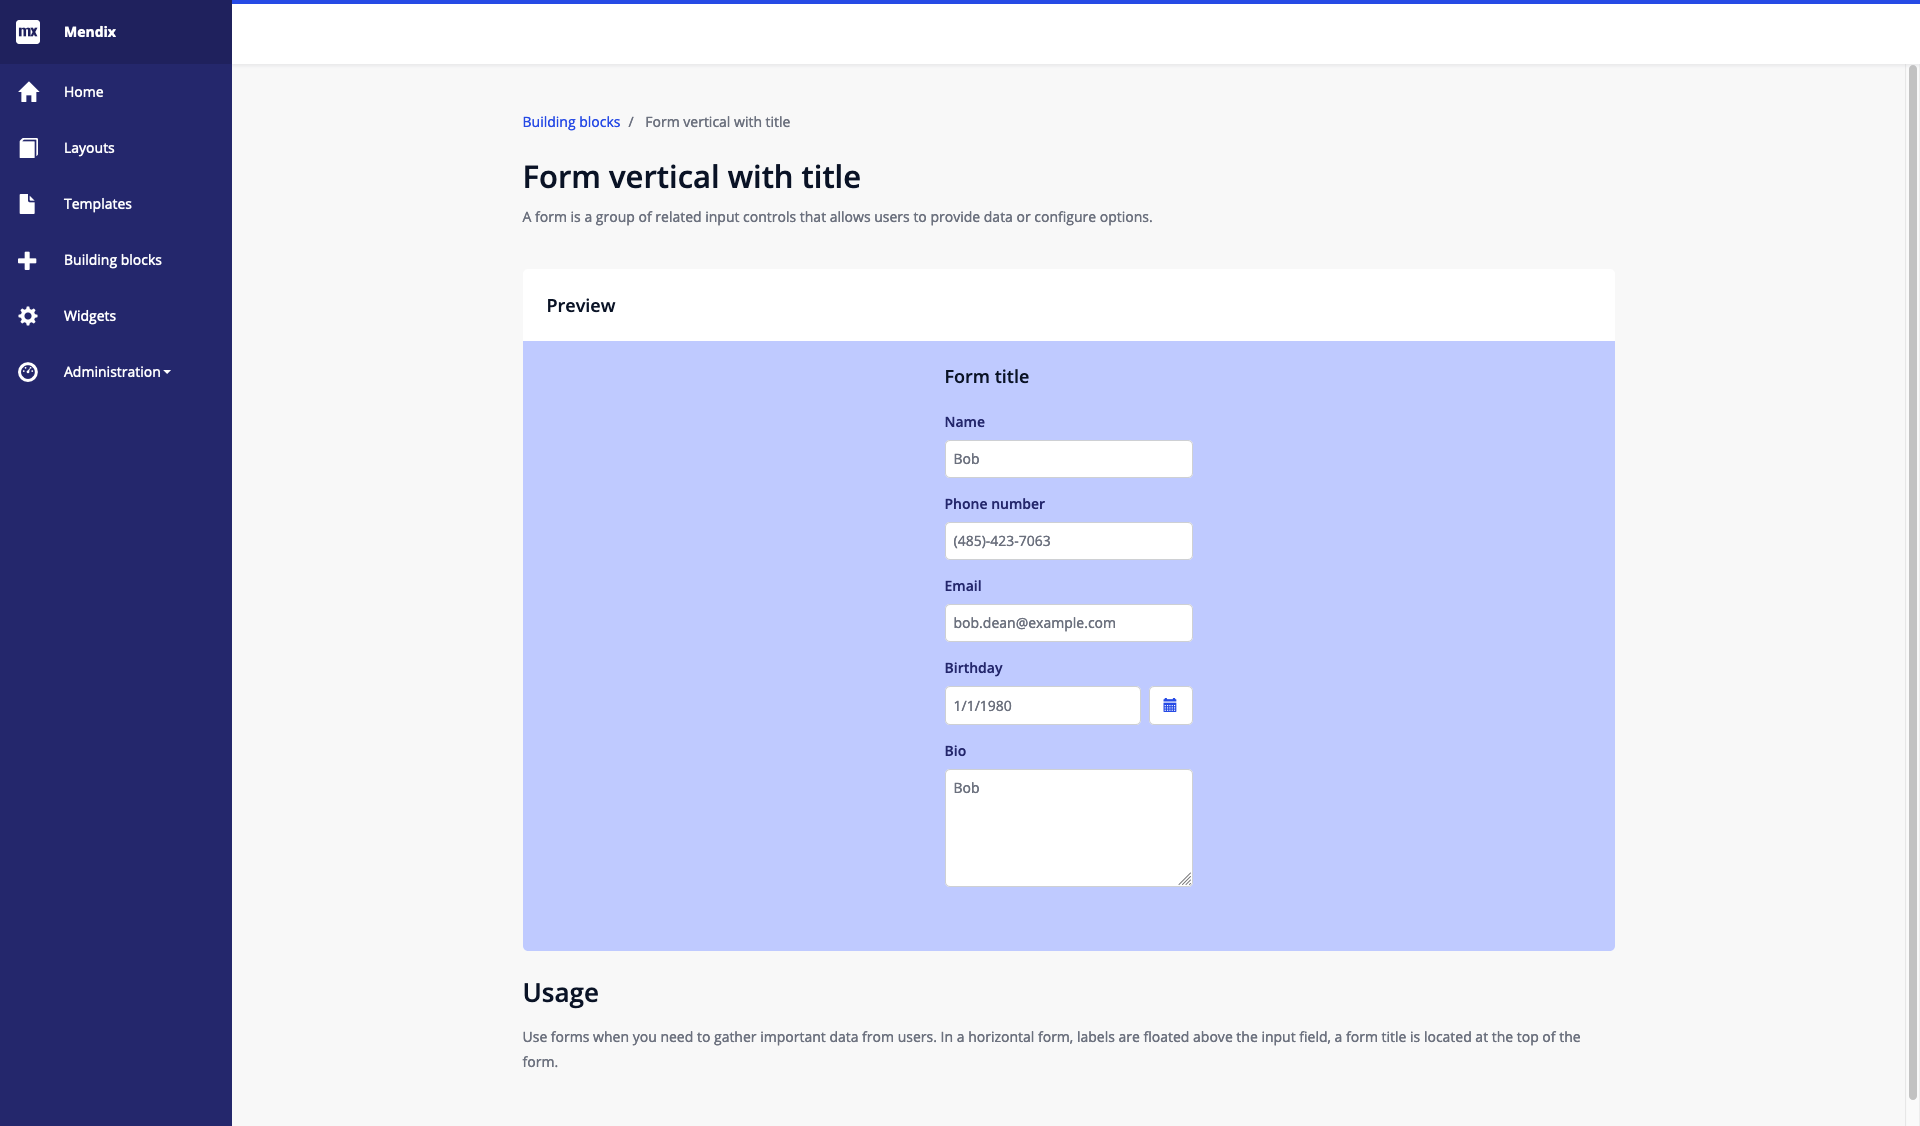 mx Mendix
Home
Layouts
Templates
Building blocks
Widgets
Administration
Building blocks / Form vertical with title
Form vertical with title
A form is a group of related input controls that allows users to provide data or configure options.
Preview
Form title
Name
Bob
Phone number
(485)-423-7063
Email
bob.dean@example.com
Birthday
1/1/1980
Bio
Bob
Usage
Use forms when you need to gather important data from users. In a horizontal form, labels are floated above the input field, a form title is located at the top of the
form.